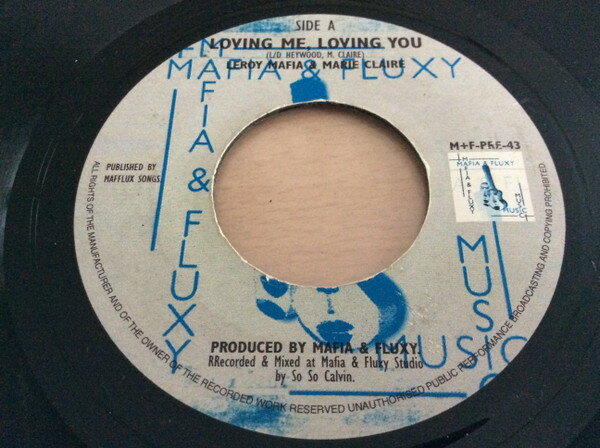 SIDE A
LOVING ME, LOVING YOU
(L/D HEYWOOD, M. CLAIRE)
LEROY MAFIA & MARIE CLAIRE
MAFIA & FLUXY
MAFIA & FLUXY
MUSIC
MUSIC
PUBLISHED BY
MAFFLUX SONGS
M+F-PRE-43
MAFIA & FLUXY
MUSIC
PRODUCED BY MAFIA & FLUXY.
RRecorded & Mixed at Mafia & Fluxy Studio
by So So Calvin.
ALL RIGHTS OF THE MANUFACTURER AND OF THE OWNER OF THE RECORDED WORK RESERVED UNAUTHORISED PUBLIC PERFORMANCE BROADCASTING AND COPYING PROHIBITED.